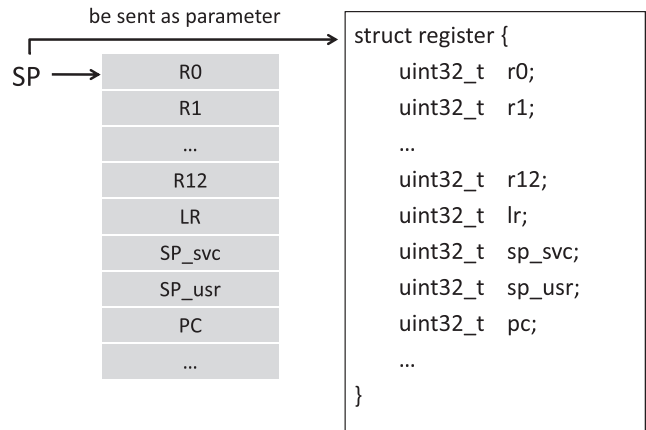 be sent as parameter
SP
R0
R1
...
R12
LR
SP_svc
SP_usr
PC
...
struct register {
uint32_t r0;
uint32_t r1;
...
uint32_t r12;
uint32_t lr;
uint32_t sp_svc;
uint32_t sp_usr;
uint32_t pc;
...
}